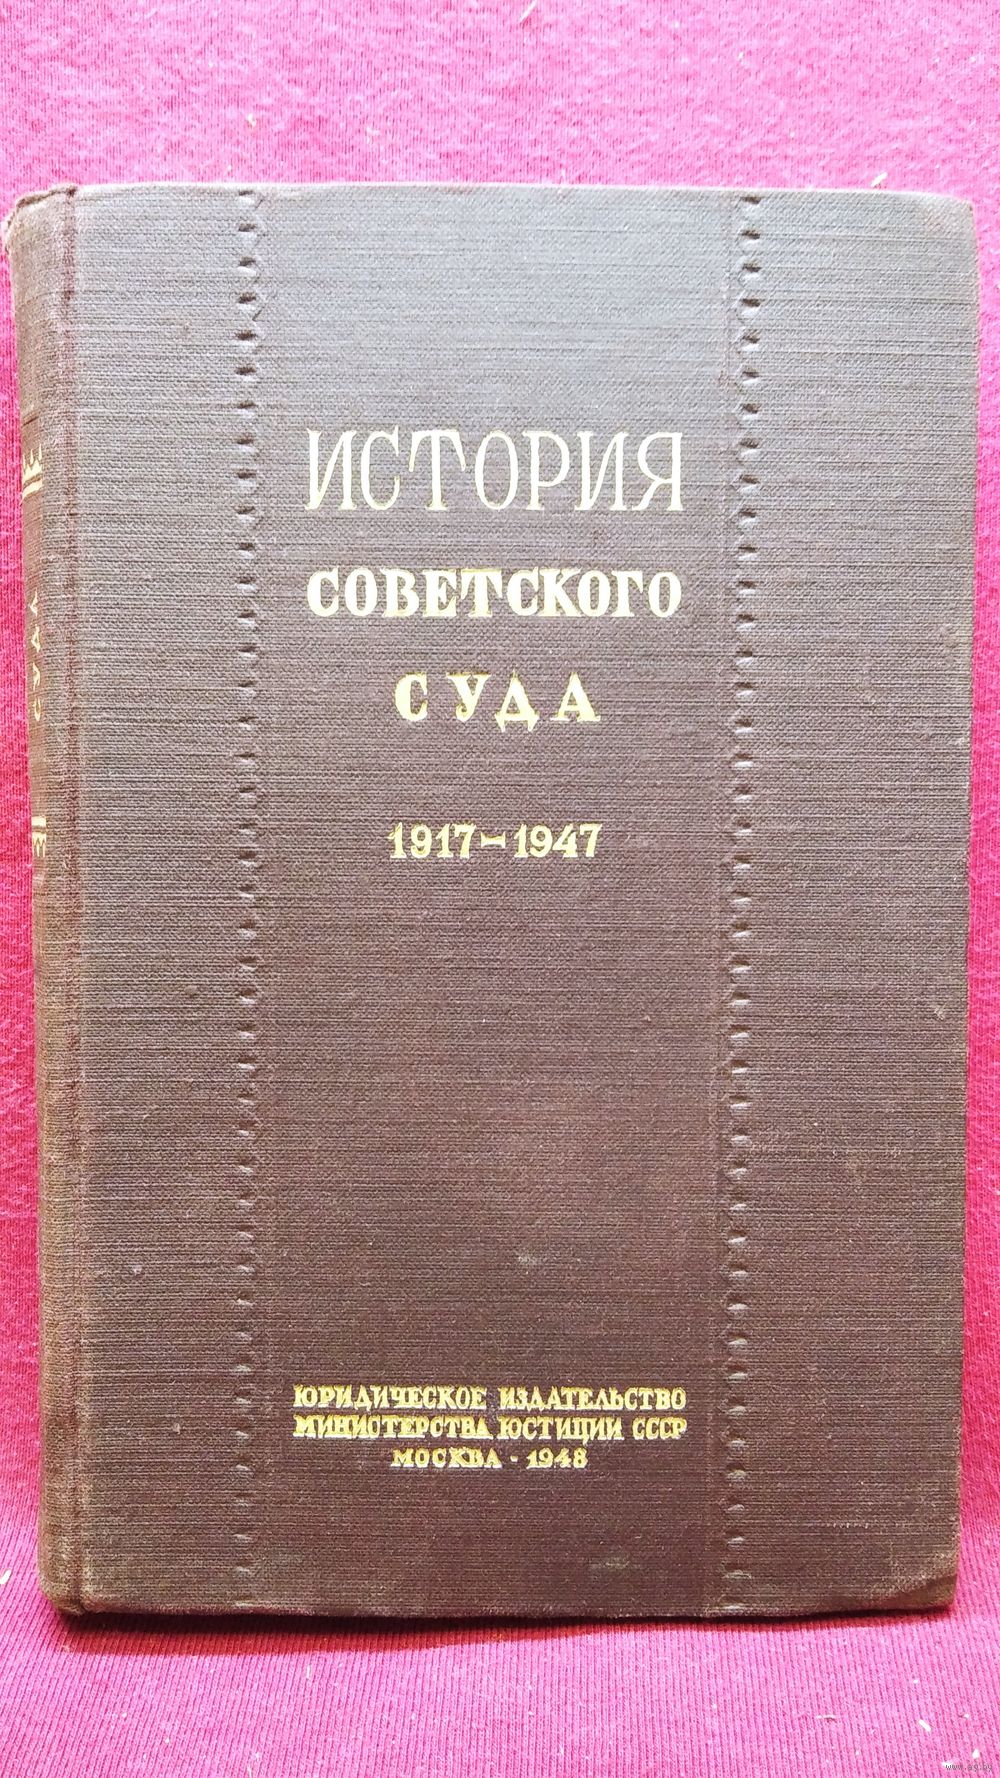 ИСТОРИЯ
СОВЕТСКОГО
СУДА
1917-1947
ЮРИДИЧЕСКОЕ ИЗДАТЕЛЬСТВО
МИНИСТЕРСТВА ЮСТИЦИИ СССР
МОСКВА · 1948
СУДА